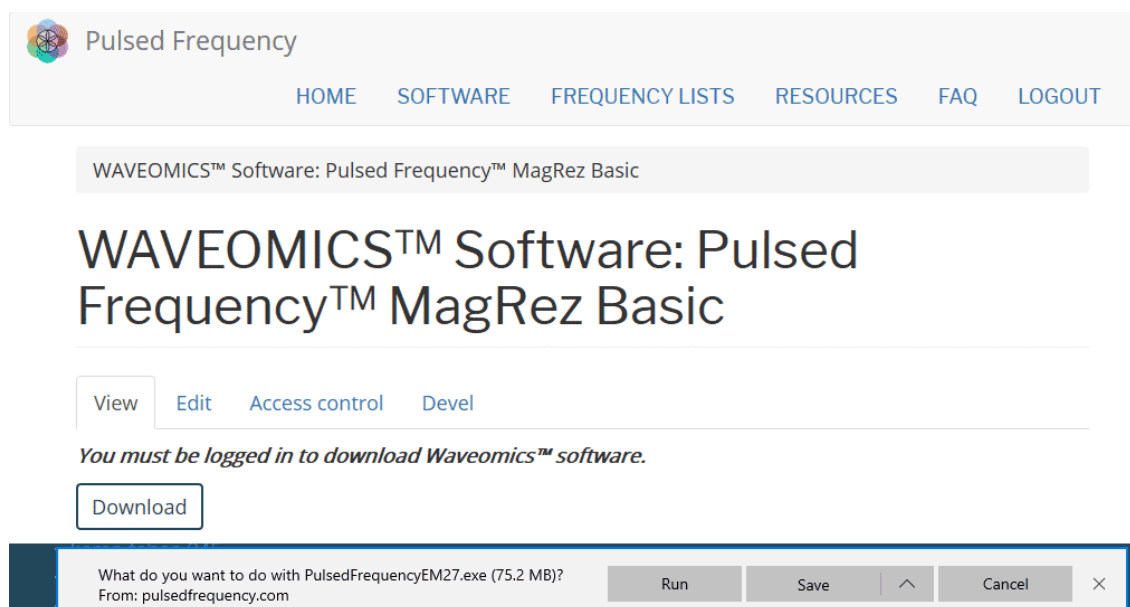 Pulsed Frequency
HOME SOFTWARE FREQUENCY LISTS RESOURCES FAQ LOGOUT
WAVEOMICS™ Software: Pulsed Frequency™ MagRez Basic
WAVEOMICS™ Software: Pulsed
Frequency™ MagRez Basic
View Edit Access control Devel
You must be logged in to download Waveomics™ software.
Download
What do you want to do with PulsedFrequencyEM27.exe (75.2 MB)?
From: pulsedfrequency.com
Run Save Cancel